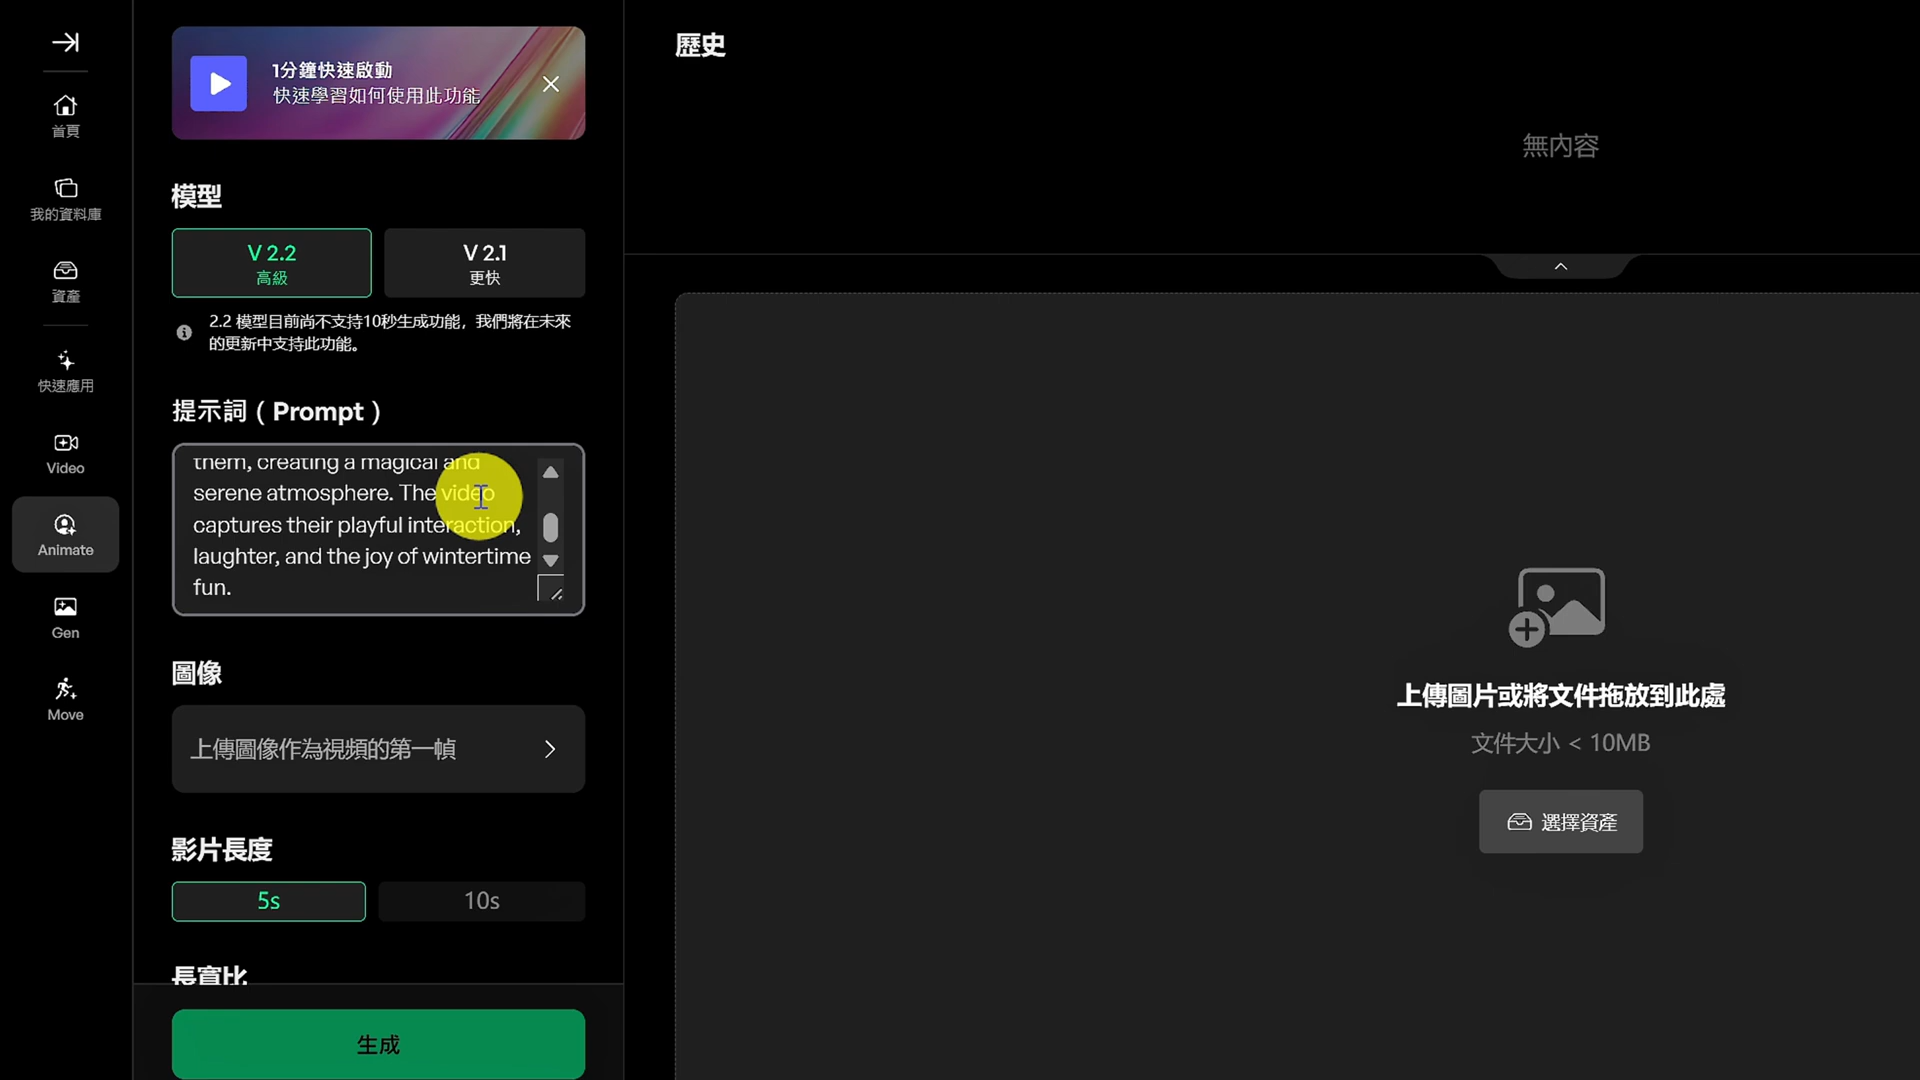 首頁
我的資料庫
資產
快速應用
Video
Animate
Gen
Move
1分鐘快速啟動
快速學習如何使用此功能
模型
V 2.2
高級
V 2.1
更快
2.2 模型目前尚不支持10秒生成功能，我們將在未來
的更新中支持此功能。
提示詞 ( Prompt )
them, creating a magical and
serene atmosphere. The video
captures their playful interaction,
laughter, and the joy of wintertime
fun.
圖像
上傳圖像作為視頻的第一幀
影片長度
5s
10s
長寬比
生成
歷史
無內容
上傳圖片或將文件拖放到此處
文件大小 < 10MB
選擇資產